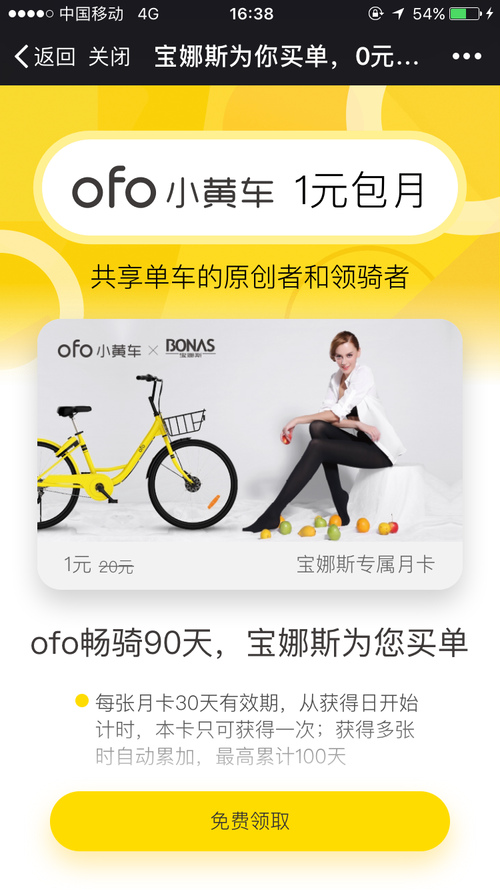 中国移动 4G 16:38 54%
返回 关闭 宝娜斯为你买单，0元...
ofo 小黄车 1元包月
共享单车的原创者和领骑者
ofo 小黄车 × BONAS
宝娜斯
1元 20元 宝娜斯专属月卡
ofo畅骑90天，宝娜斯为您买单
每张月卡30天有效期，从获得日开始
计时，本卡只可获得一次；获得多张
时自动累加，最高累计100天
免费领取